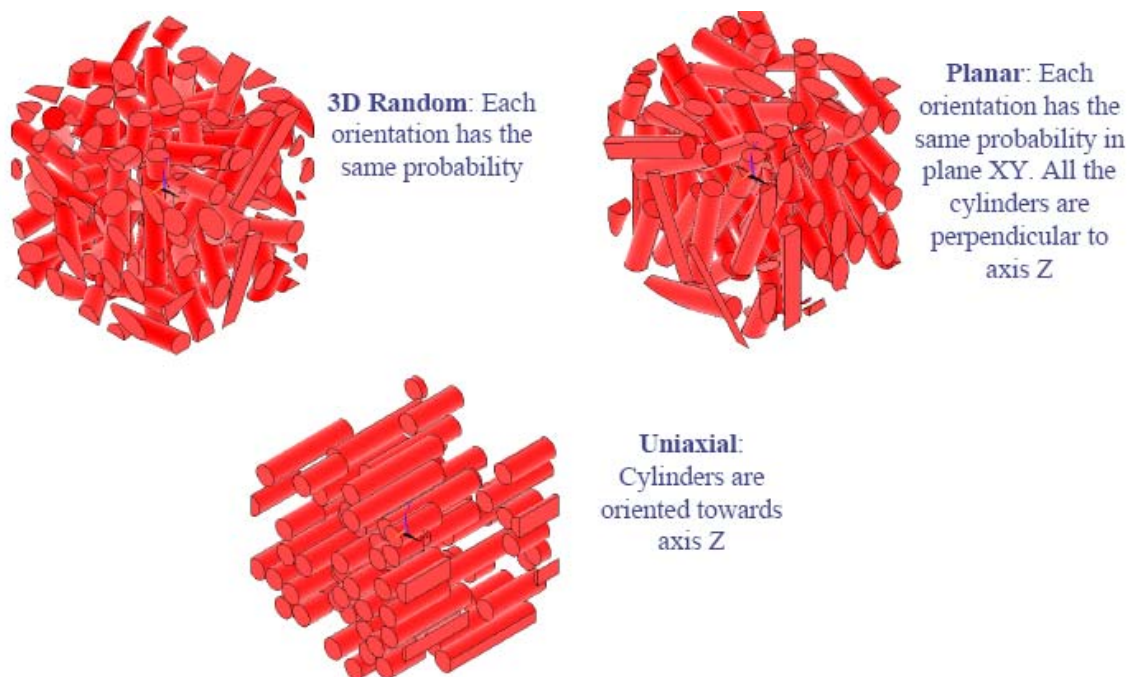 3D Random: Each
orientation has the
same probability
Planar: Each
orientation has the
same probability in
plane XY. All the
cylinders are
perpendicular to
axis Z
Uniaxial:
Cylinders are
oriented towards
axis Z